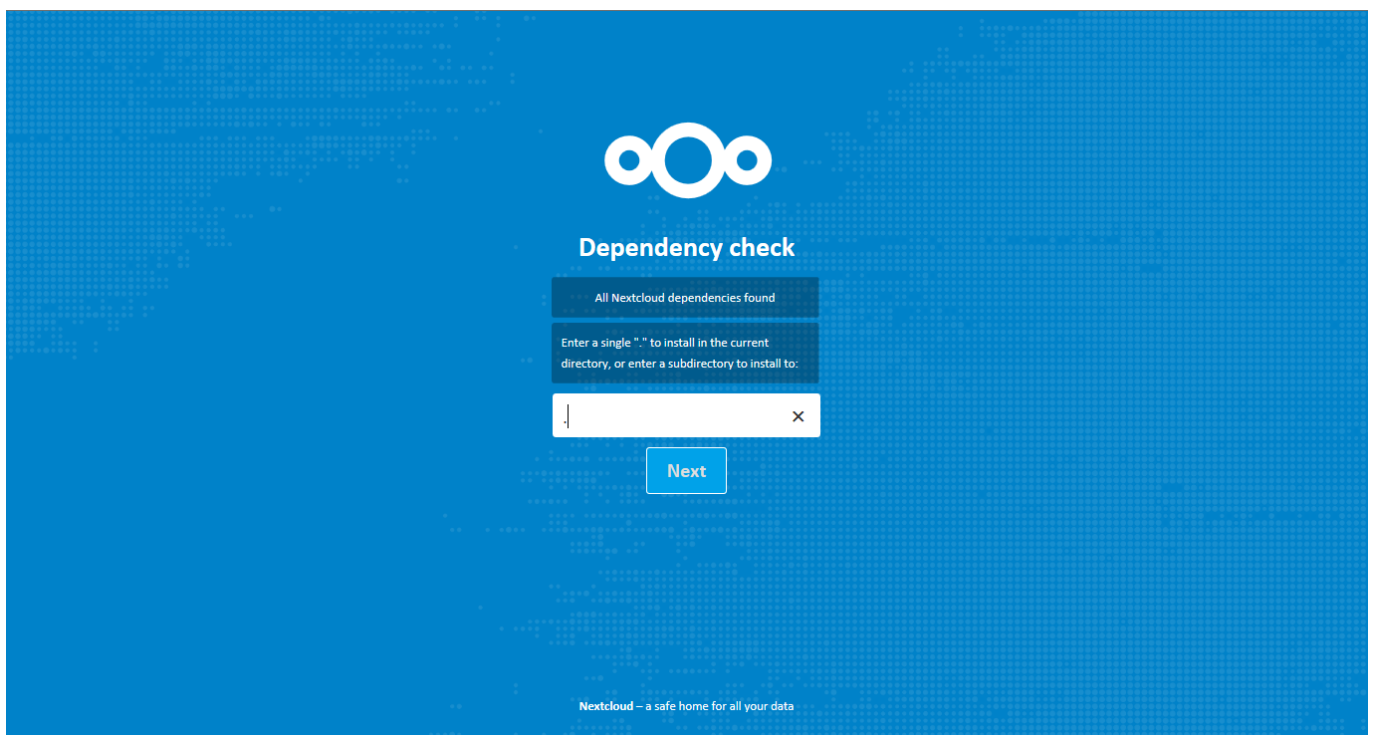 Dependency check
All Nextcloud dependencies found
Enter a single "." to install in the current
directory, or enter a subdirectory to install to:
.
Next
Nextcloud – a safe home for all your data